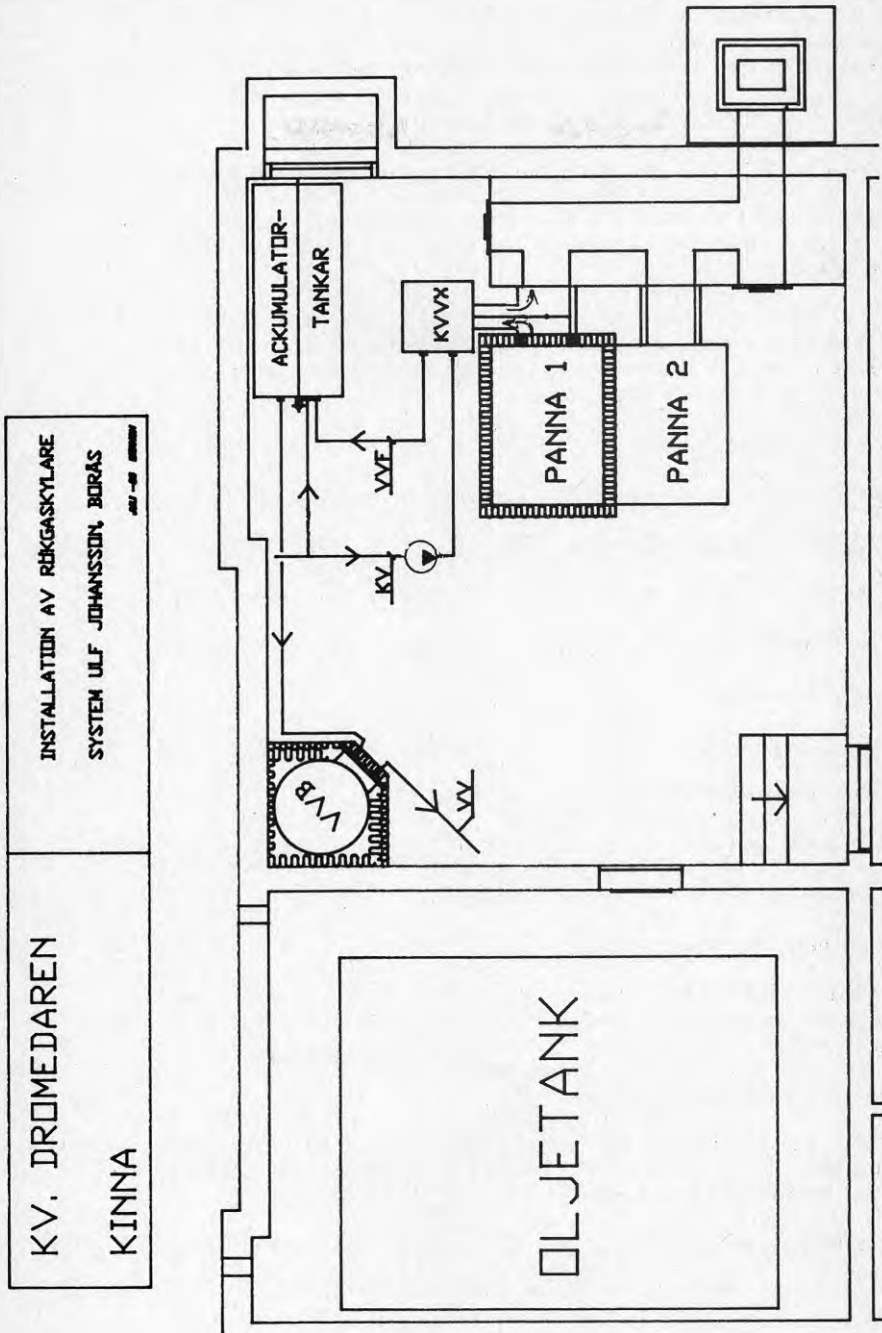 KV. DROMEDAREN
KINNA
INSTALLATION AV RÖKGASKYLARE
SYSTEM ULF JOHANSSON, BORÅS
OLJETANK
VVB
VV
KV
VVF
ACKUMULATOR-
TANKAR
KVVX
PANNA 1
PANNA 2